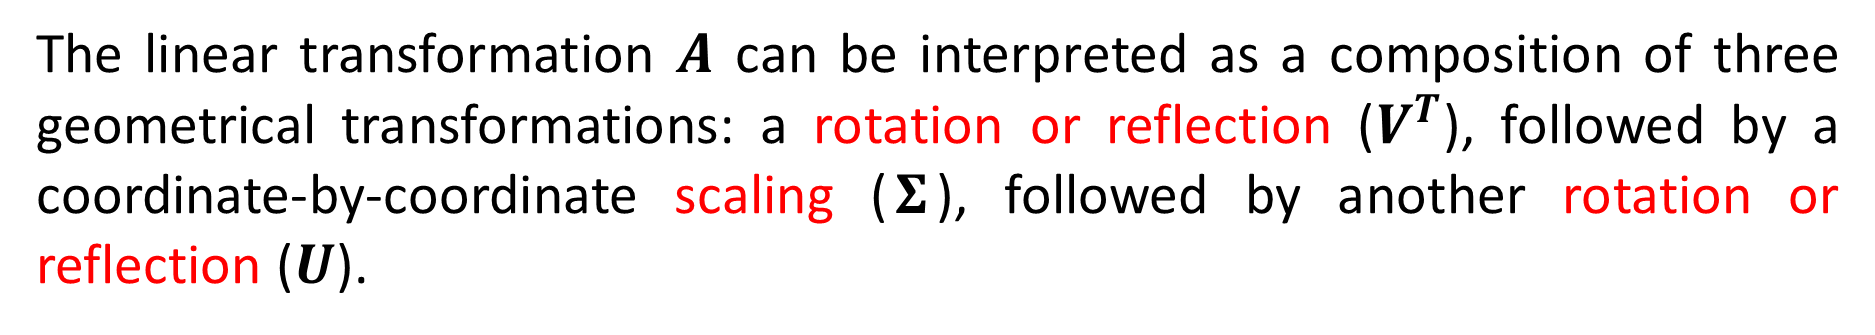 The linear transformation A can be interpreted as a composition of three
geometrical transformations: a rotation or reflection (Vᵀ), followed by a
coordinate-by-coordinate scaling (Σ), followed by another rotation or
reflection (U).